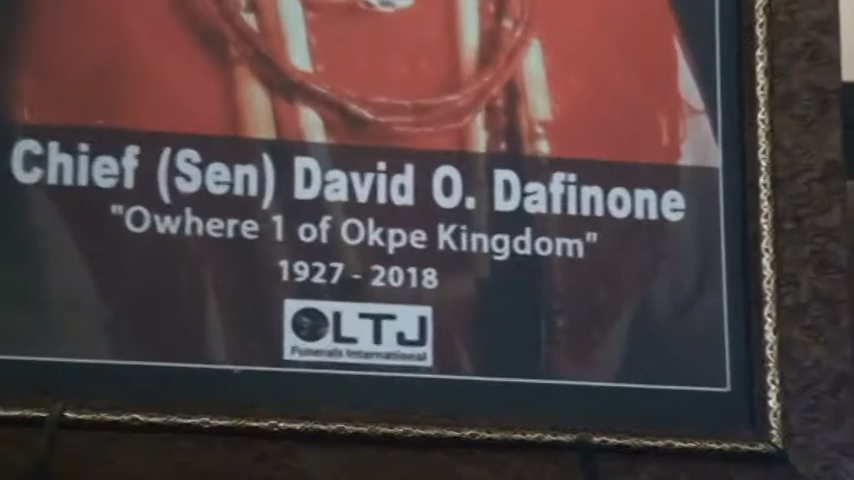 Chief (Sen) David O. Dafinone
"Owhere 1 of Okpe Kingdom"
1927 - 2018
LTJ
Funerals International